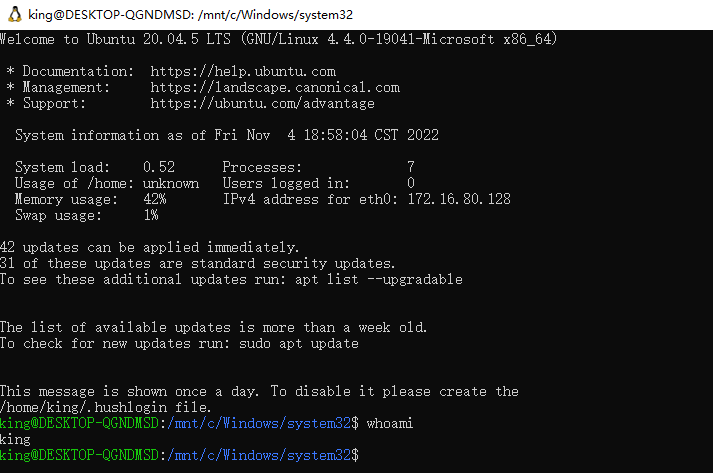 king@DESKTOP-QGNDMSD: /mnt/c/Windows/system32
Welcome to Ubuntu 20.04.5 LTS (GNU/Linux 4.4.0-19041-Microsoft x86_64)
* Documentation:  https://help.ubuntu.com
* Management:     https://landscape.canonical.com
* Support:        https://ubuntu.com/advantage
System information as of Fri Nov  4 18:58:04 CST 2022
System load:    0.52      Processes:              7
Usage of /home: unknown   Users logged in:        0
Memory usage:   42%       IPv4 address for eth0: 172.16.80.128
Swap usage:     1%
42 updates can be applied immediately.
31 of these updates are standard security updates.
To see these additional updates run: apt list --upgradable
The list of available updates is more than a week old.
To check for new updates run: sudo apt update
This message is shown once a day. To disable it please create the
/home/king/.hushlogin file.
king@DESKTOP-QGNDMSD:/mnt/c/Windows/system32$ whoami
king
king@DESKTOP-QGNDMSD:/mnt/c/Windows/system32$